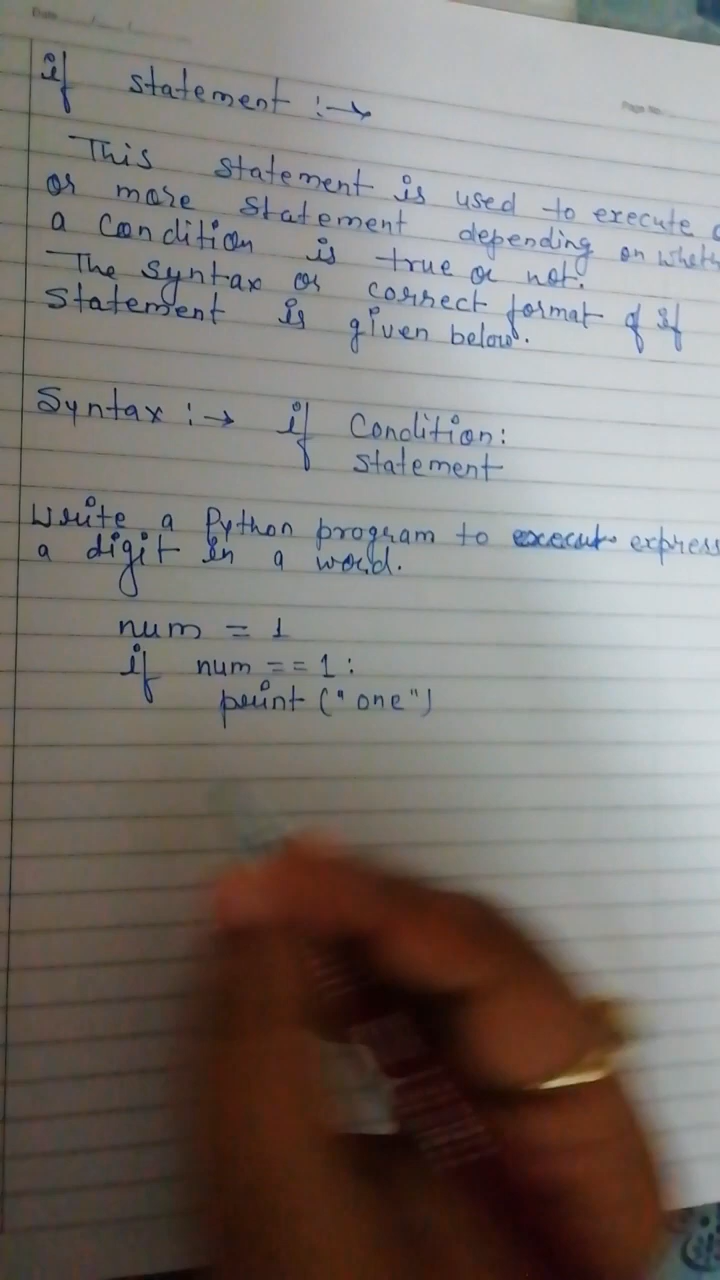 if statement :→
This statement is used to execute
or more statement depending on wheth
a condition is true or not.
The syntax or correct format of if
statement is given below.
Syntax :→ if Condition:
statement
Write a Python program to execut express
a digit in a word.
num = 1
if num == 1:
print ("one")